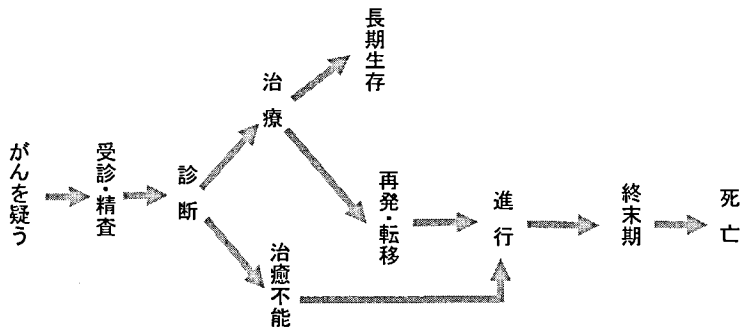 がんを疑う
受診・精査
診断
治療
長期生存
再発・転移
治癒不能
進行
終末期
死亡